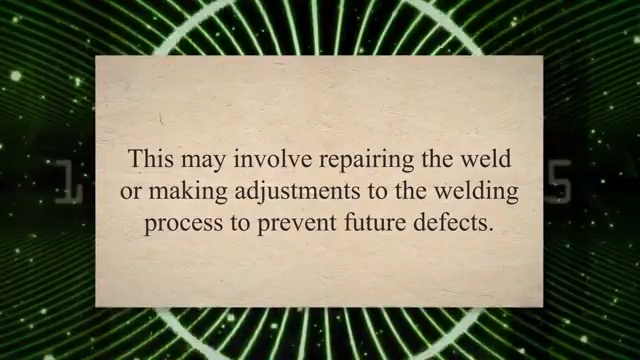 This may involve repairing the weld
or making adjustments to the welding
process to prevent future defects.